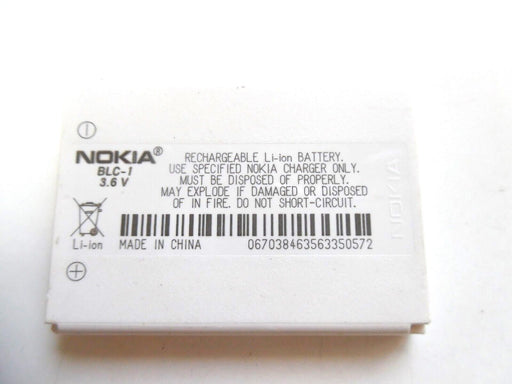 NOKIA®
BLC-1
3.6 V
RECHARGEABLE Li-ion BATTERY.
USE SPECIFIED NOKIA CHARGER ONLY.
MUST BE DISPOSED OF PROPERLY.
MAY EXPLODE IF DAMAGED OR DISPOSED
OF IN FIRE. DO NOT SHORT-CIRCUIT.
Li-ion
MADE IN CHINA
0670384635633505​72
NOKIA